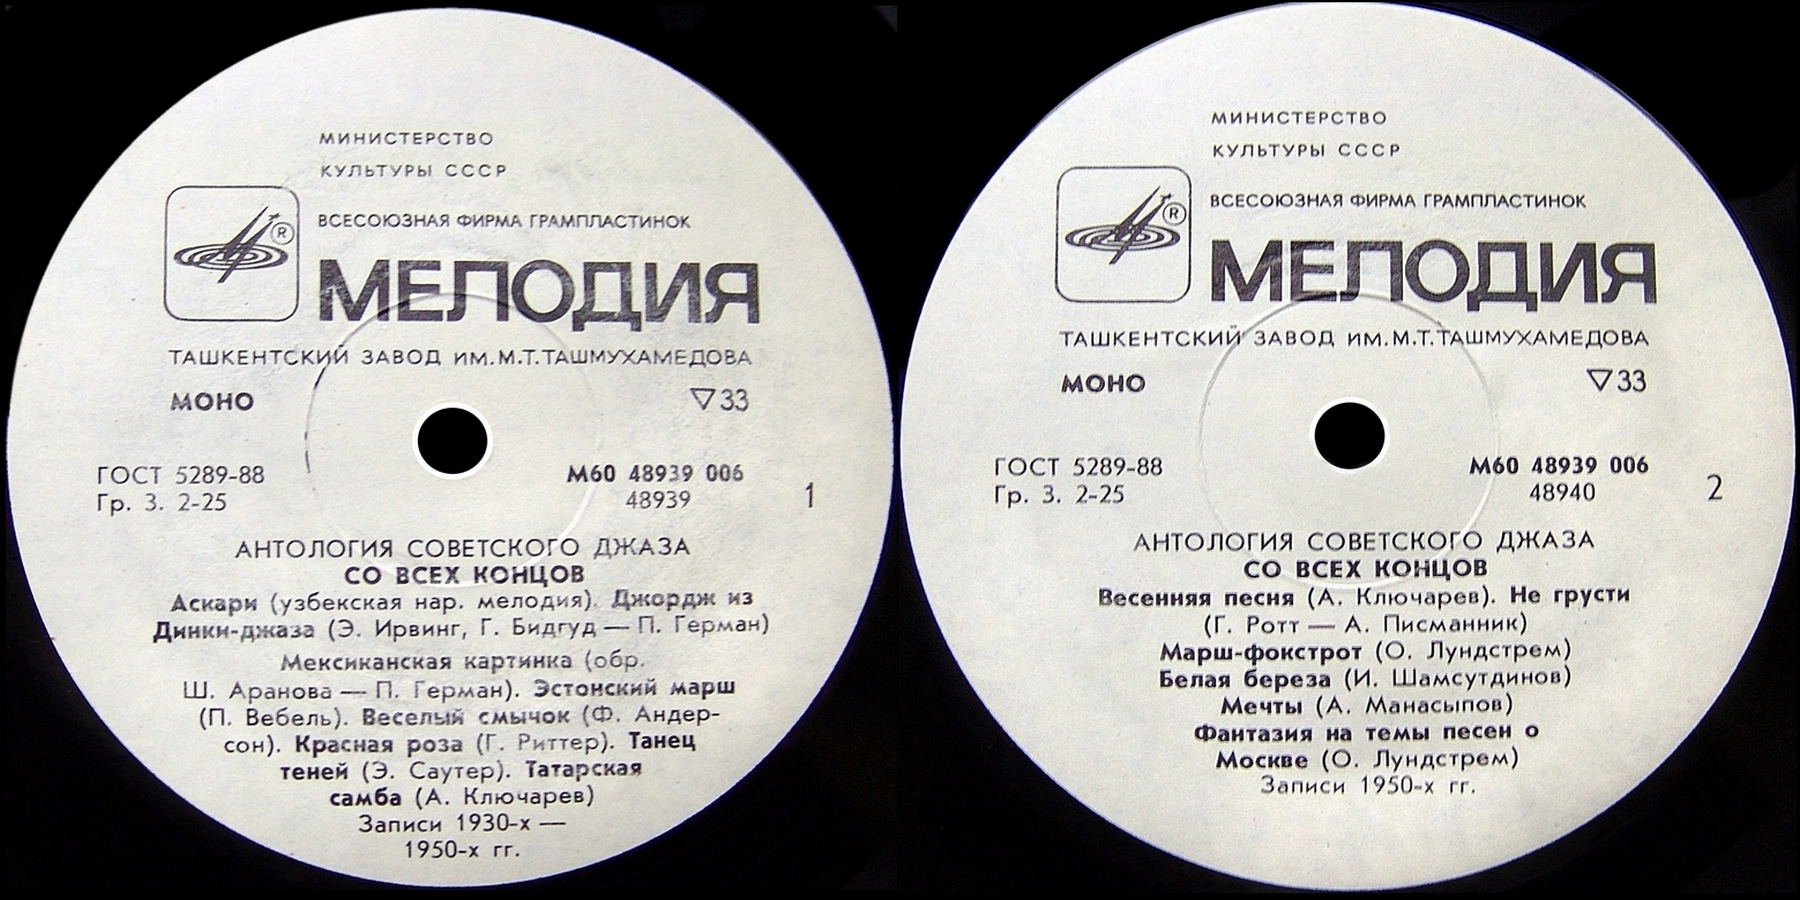 МИНИСТЕРСТВО
КУЛЬТУРЫ СССР
ВСЕСОЮЗНАЯ ФИРМА ГРАМПЛАСТИНОК
®
МЕЛОДИЯ
ТАШКЕНТСКИЙ ЗАВОД ИМ.М.Т.ТАШМУХАМЕДОВА
МОНО ▽33
ГОСТ 5289-88 М60 48939 006
Гр. 3. 2-25 48939 1
АНТОЛОГИЯ СОВЕТСКОГО ДЖАЗА
СО ВСЕХ КОНЦОВ
Аскари (узбекская нар. мелодия). Джордж из
Динки-джаза (Э. Ирвинг, Г. Бидгуд — П. Герман)
Мексиканская картинка (обр.
Ш. Аранова — П. Герман). Эстонский марш
(П. Вебель). Веселый смычок (Ф. Андер-
сон). Красная роза (Г. Риттер). Танец
теней (Э. Саутер). Татарская
самба (А. Ключарев)
Записи 1930-х —
1950-х гг.
МИНИСТЕРСТВО
КУЛЬТУРЫ СССР
ВСЕСОЮЗНАЯ ФИРМА ГРАМПЛАСТИНОК
®
МЕЛОДИЯ
ТАШКЕНТСКИЙ ЗАВОД ИМ.М.Т.ТАШМУХАМЕДОВА
МОНО ▽33
ГОСТ 5289-88 М60 48939 006
Гр. 3. 2-25 48940 2
АНТОЛОГИЯ СОВЕТСКОГО ДЖАЗА
СО ВСЕХ КОНЦОВ
Весенняя песня (А. Ключарев). Не грусти
(Г. Ротт — А. Писманник)
Марш-фокстрот (О. Лундстрем)
Белая береза (И. Шамсутдинов)
Мечты (А. Манасыпов)
Фантазия на темы песен о
Москве (О. Лундстрем)
Записи 1950-х гг.